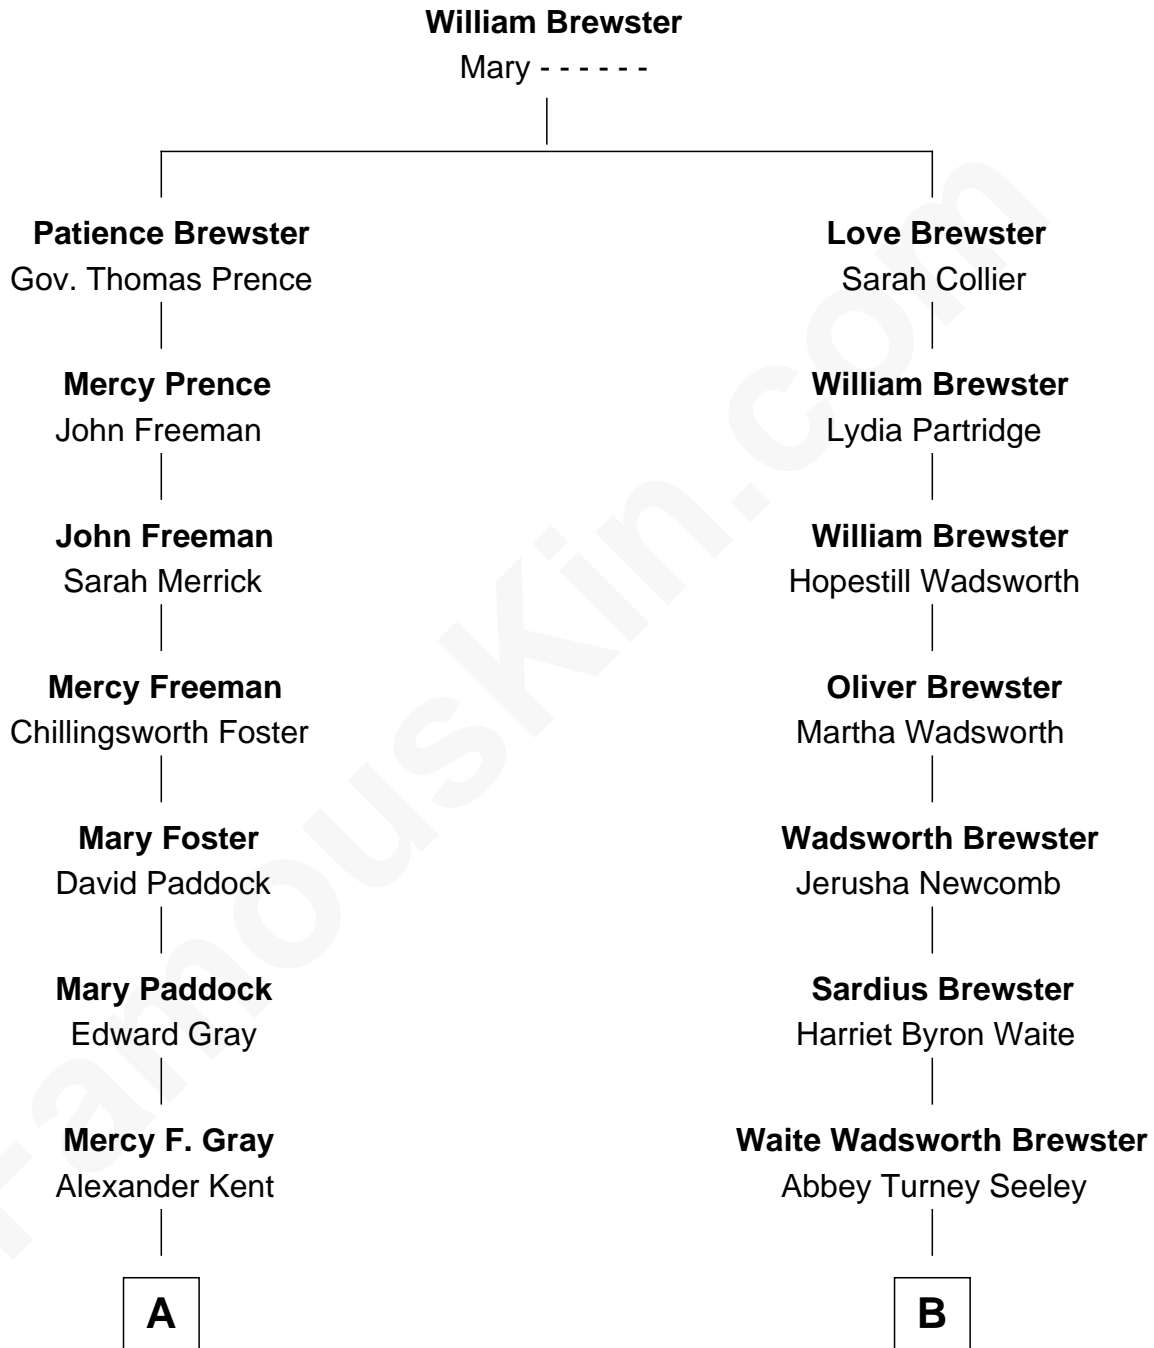 William Brewster
Mary - - - - - -
Patience Brewster
Gov. Thomas Prence
Love Brewster
Sarah Collier
Mercy Prence
John Freeman
William Brewster
Lydia Partridge
John Freeman
Sarah Merrick
William Brewster
Hopestill Wadsworth
Mercy Freeman
Chillingsworth Foster
Oliver Brewster
Martha Wadsworth
Mary Foster
David Paddock
Wadsworth Brewster
Jerusha Newcomb
Mary Paddock
Edward Gray
Sardius Brewster
Harriet Byron Waite
Mercy F. Gray
Alexander Kent
Waite Wadsworth Brewster
Abbey Turney Seeley
A
B
FamousKin.com